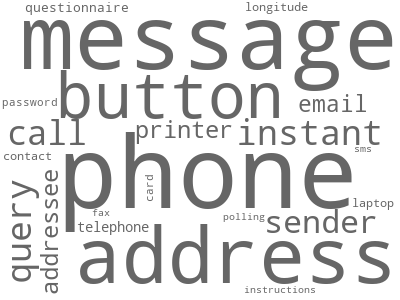 questionnaire
longitude
message
button
email
password
call
printer
instant
sms
contact
phone
query
addressee
card
laptop
fax
polling
sender
telephone
address
instructions